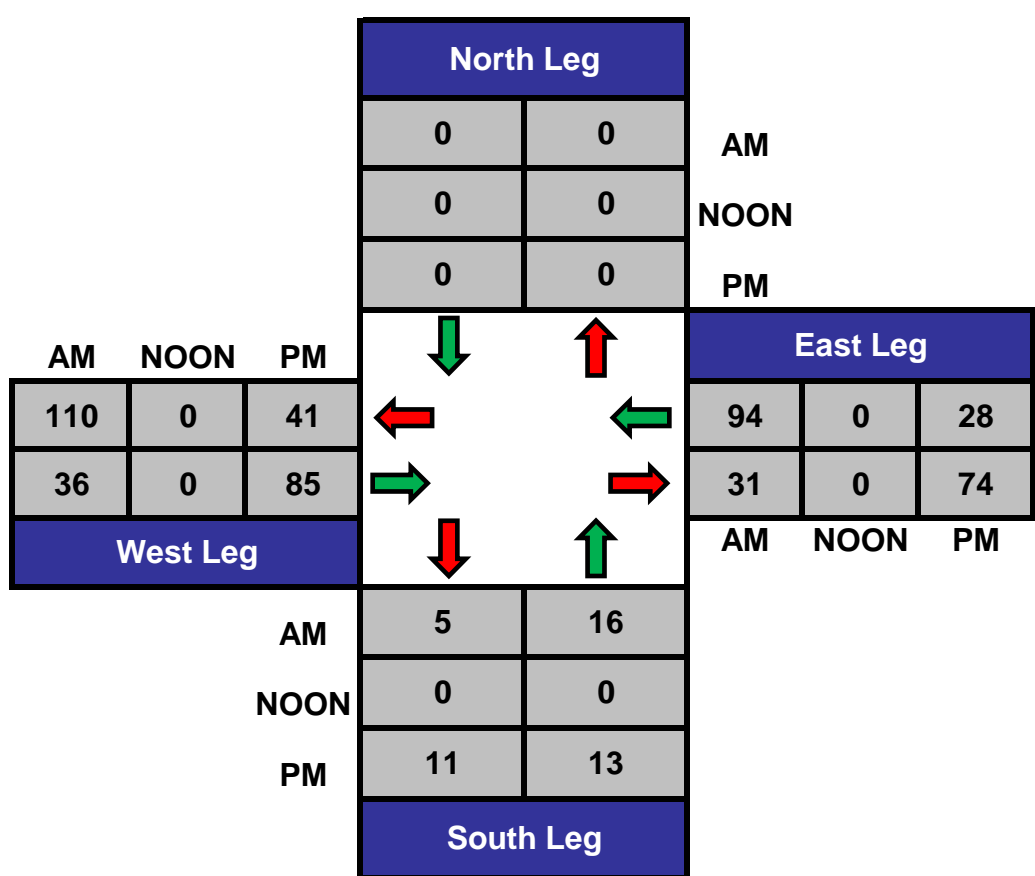 North Leg
0 0 AM
0 0 NOON
0 0 PM
East Leg
AM NOON PM
110 0 41 94 0 28
36 0 85 31 0 74
West Leg
AM NOON PM
AM 5 16
NOON 0 0
PM 11 13
South Leg